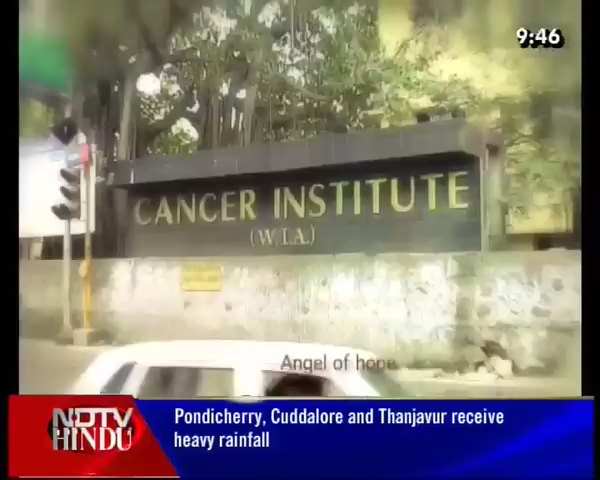 9:46
CANCER INSTITUTE
(W.I.A.)
Angel of hope
NDTV
HINDU
Pondicherry, Cuddalore and Thanjavur receive
heavy rainfall